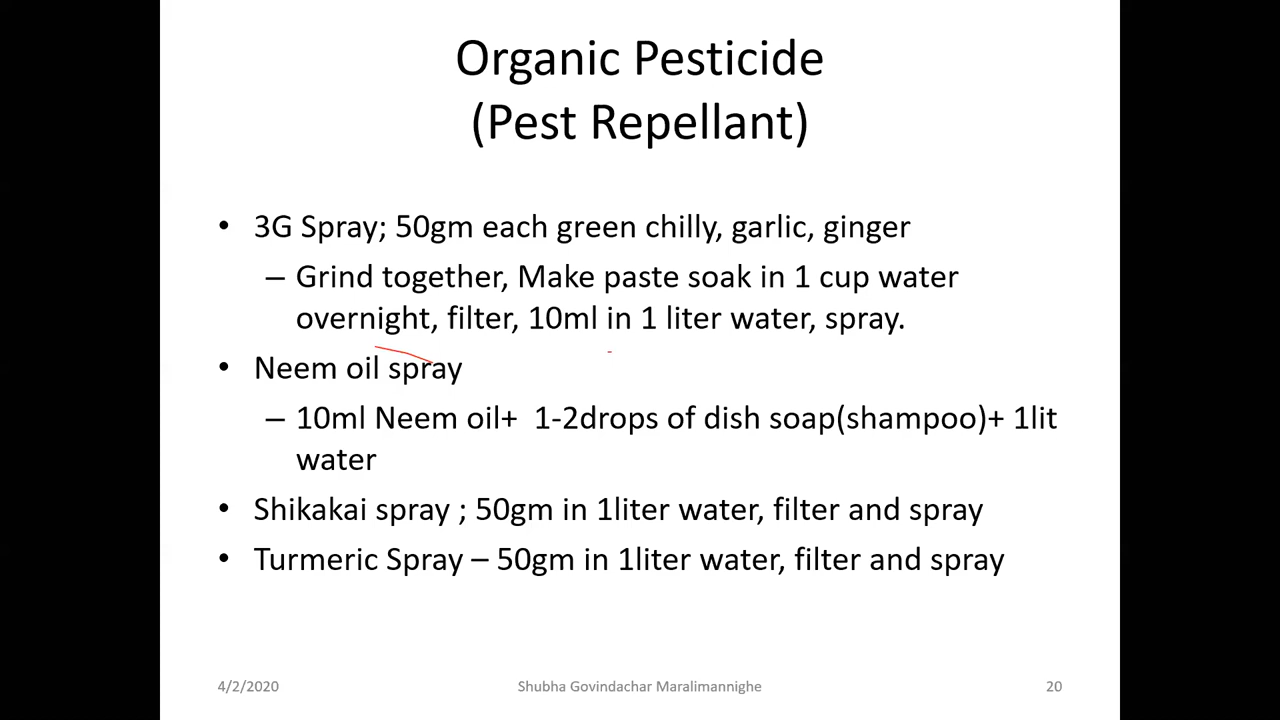 Organic Pesticide
(Pest Repellant)
• 3G Spray; 50gm each green chilly, garlic, ginger
– Grind together, Make paste soak in 1 cup water
overnight, filter, 10ml in 1 liter water, spray.
• Neem oil spray
– 10ml Neem oil+ 1-2drops of dish soap(shampoo)+ 1lit
water
• Shikakai spray ; 50gm in 1liter water, filter and spray
• Turmeric Spray – 50gm in 1liter water, filter and spray
4/2/2020 Shubha Govindachar Maralimannighe 20